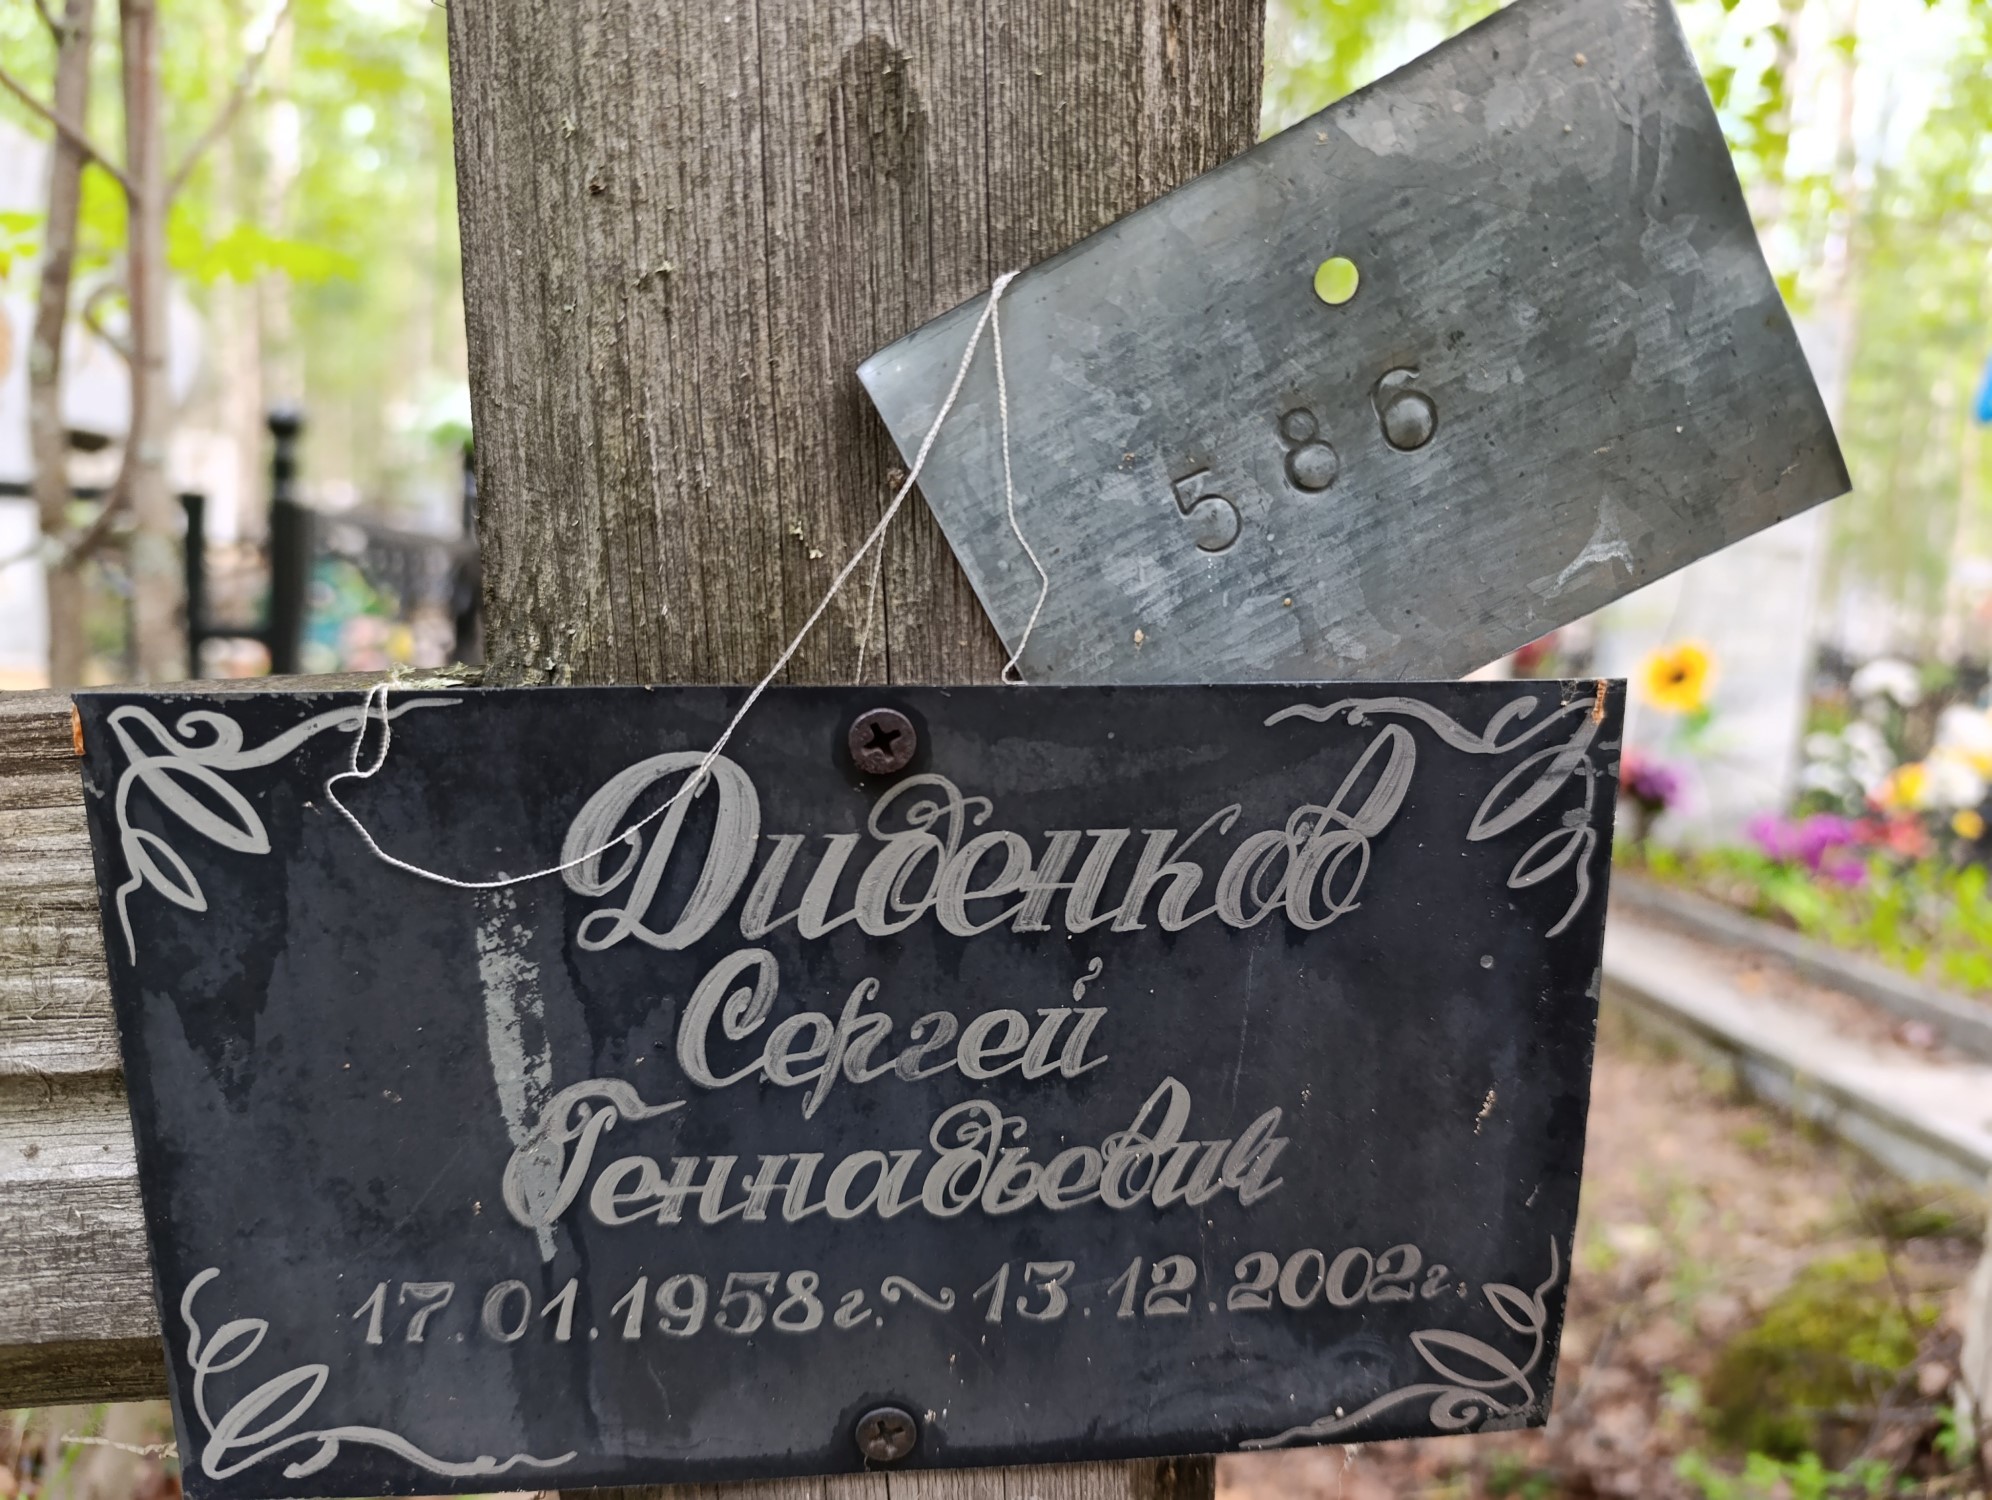 586
Диденков
Сергей
Геннадьевич
17.01.1958г.~13.12.2002г.